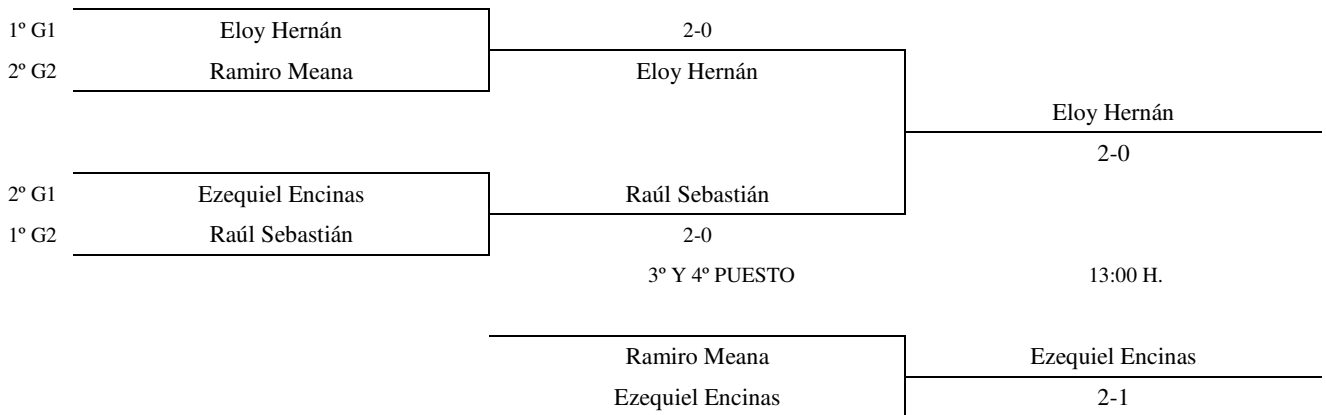 1º G1 Eloy Hernán 2-0
2º G2 Ramiro Meana Eloy Hernán
Eloy Hernán
2-0
2º G1 Ezequiel Encinas Raúl Sebastián
1º G2 Raúl Sebastián 2-0
3º Y 4º PUESTO 13:00 H.
Ramiro Meana Ezequiel Encinas
Ezequiel Encinas 2-1